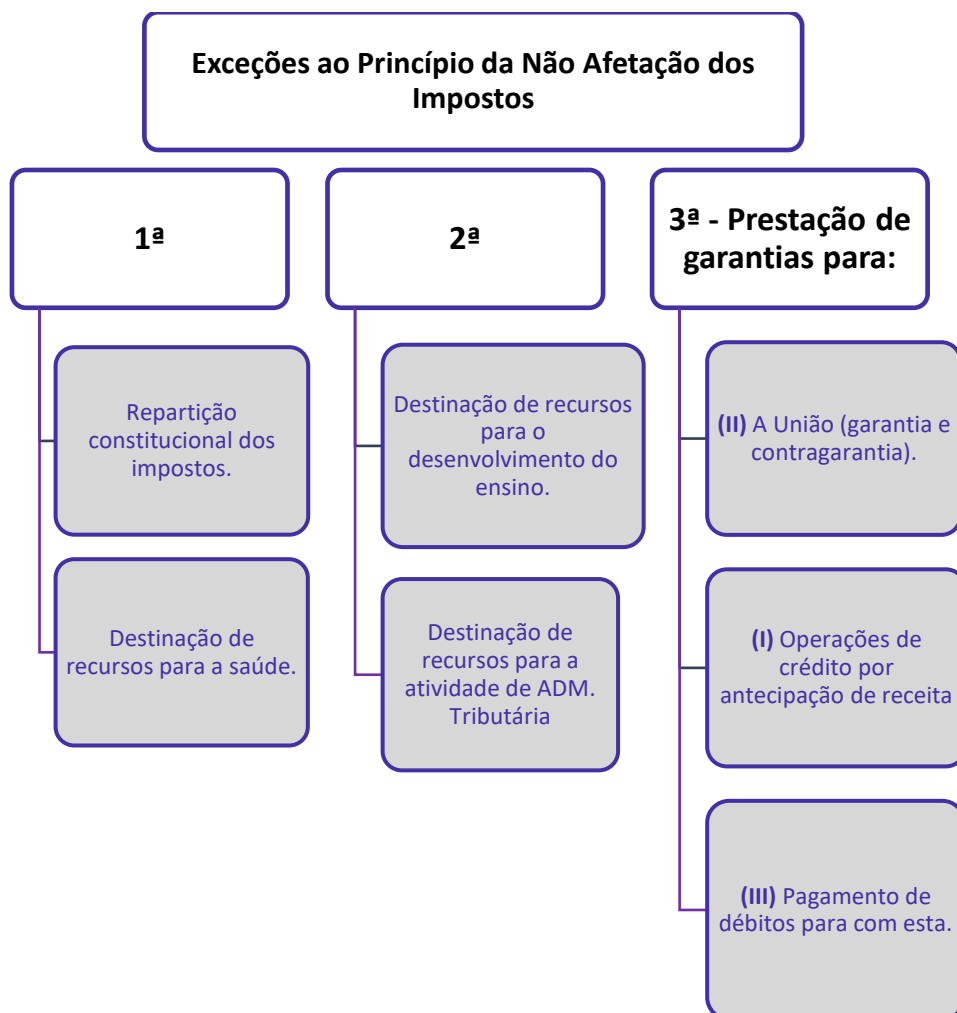 Exceções ao Princípio da Não Afetação dos
Impostos
1ª
Repartição
constitucional dos
impostos.
Destinação de
recursos para a saúde.
2ª
Destinação de recursos
para o
desenvolvimento do
ensino.
Destinação de
recursos para a
atividade de ADM.
Tributária
3ª - Prestação de
garantias para:
(II) A União (garantia e
contragarantia).
(I) Operações de
crédito por
antecipação de receita
(III) Pagamento de
débitos para com esta.